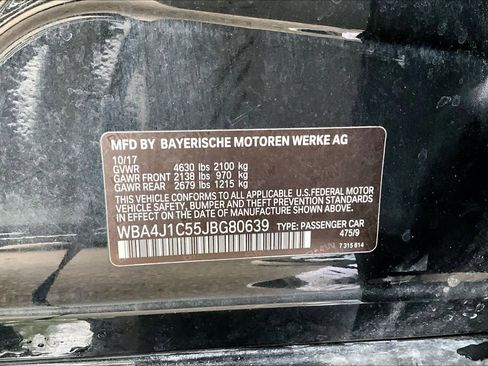 MFD BY BAYERISCHE MOTOREN WERKE AG
10/17
GVWR 4630 lbs 2100 kg
GAWR FRONT 2138 lbs 970 kg
GAWR REAR 2679 lbs 1215 kg
THIS VEHICLE CONFORMS TO ALL APPLICABLE U.S.FEDERAL MOTOR
VEHICLE SAFETY, BUMPER AND THEFT PREVENTION STANDARDS
IN EFFECT ON THE DATE OF MANUFACTURE SHOWN ABOVE.
WBA4J1C55JBG80639 TYPE: PASSENGER CAR
475/9
7 315 614